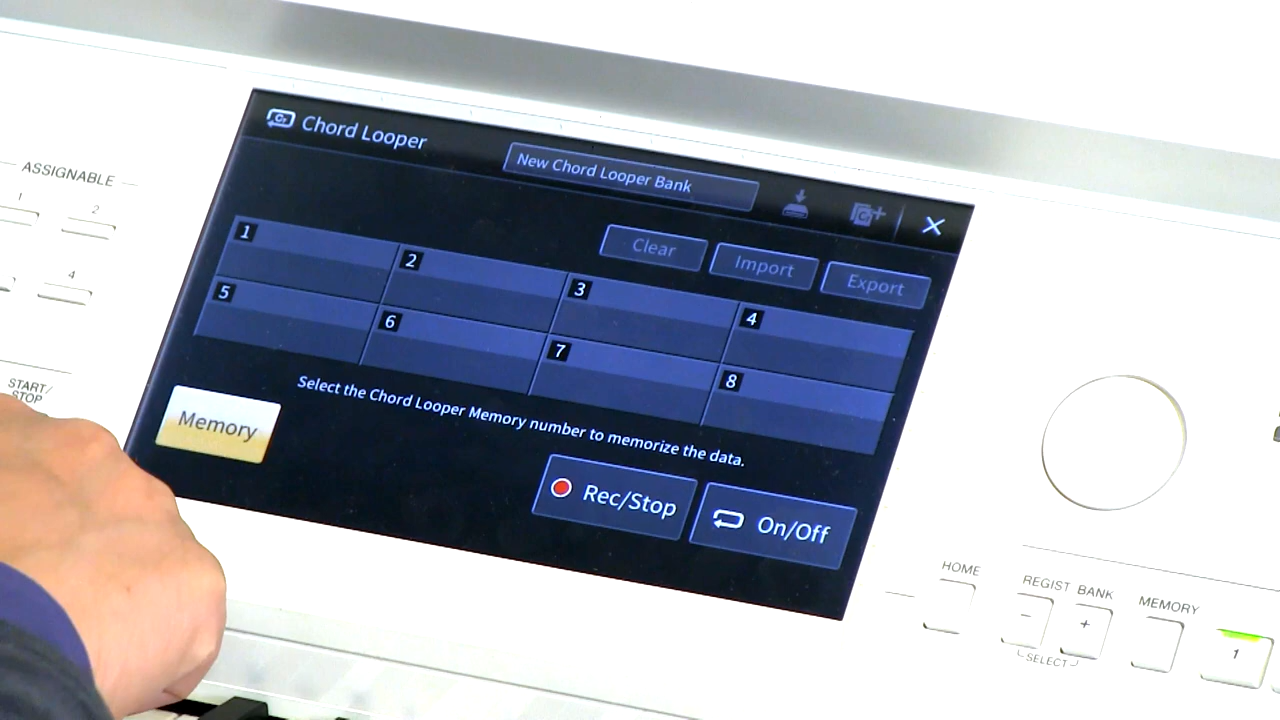 Chord Looper
New Chord Looper Bank
Clear
Import
Export
1
2
3
4
5
6
7
8
Select the Chord Looper Memory number to memorize the data.
Memory
Rec/Stop
On/Off
ASSIGNABLE
1
2
4
START/
STOP
HOME
REGIST BANK
MEMORY
-
+
1
SELECT